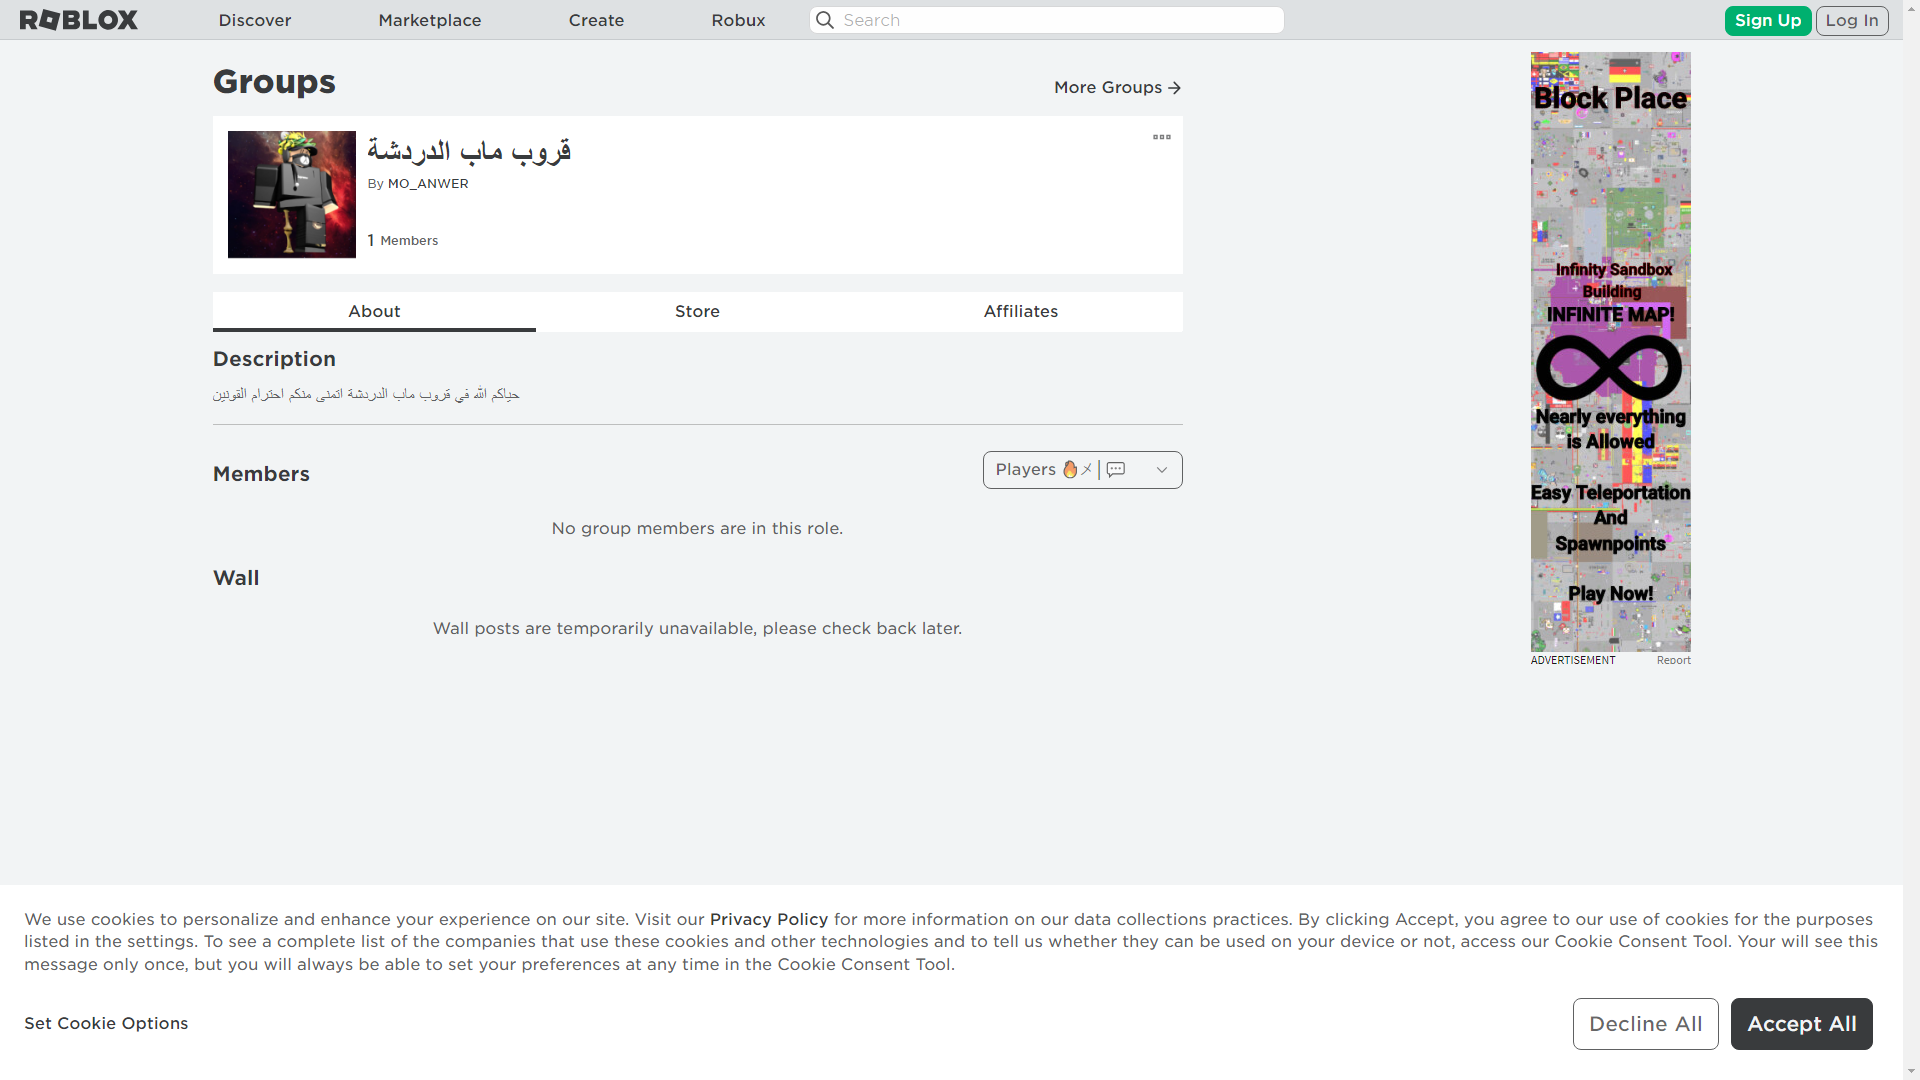 ROBLOX
Discover
Marketplace
Create
Robux
Search
Sign Up
Log In
Groups
More Groups
قروب ماب الدردشة
By MO_ANWER
1 Members
About
Store
Affiliates
Description
حياكم الله في قروب ماب الدردشة اتمنى منكم احترام القونين
Members
Players 🔥メ|💬
No group members are in this role.
Wall
Wall posts are temporarily unavailable, please check back later.
Block Place
Infinity Sandbox
Building
INFINITE MAP!
Nearly everything
is Allowed
Easy Teleportation
And
Spawnpoints
Play Now!
ADVERTISEMENT
Report
We use cookies to personalize and enhance your experience on our site. Visit our Privacy Policy for more information on our data collections practices. By clicking Accept, you agree to our use of cookies for the purposes
listed in the settings. To see a complete list of the companies that use these cookies and other technologies and to tell us whether they can be used on your device or not, access our Cookie Consent Tool. Your will see this
message only once, but you will always be able to set your preferences at any time in the Cookie Consent Tool.
Set Cookie Options
Decline All
Accept All